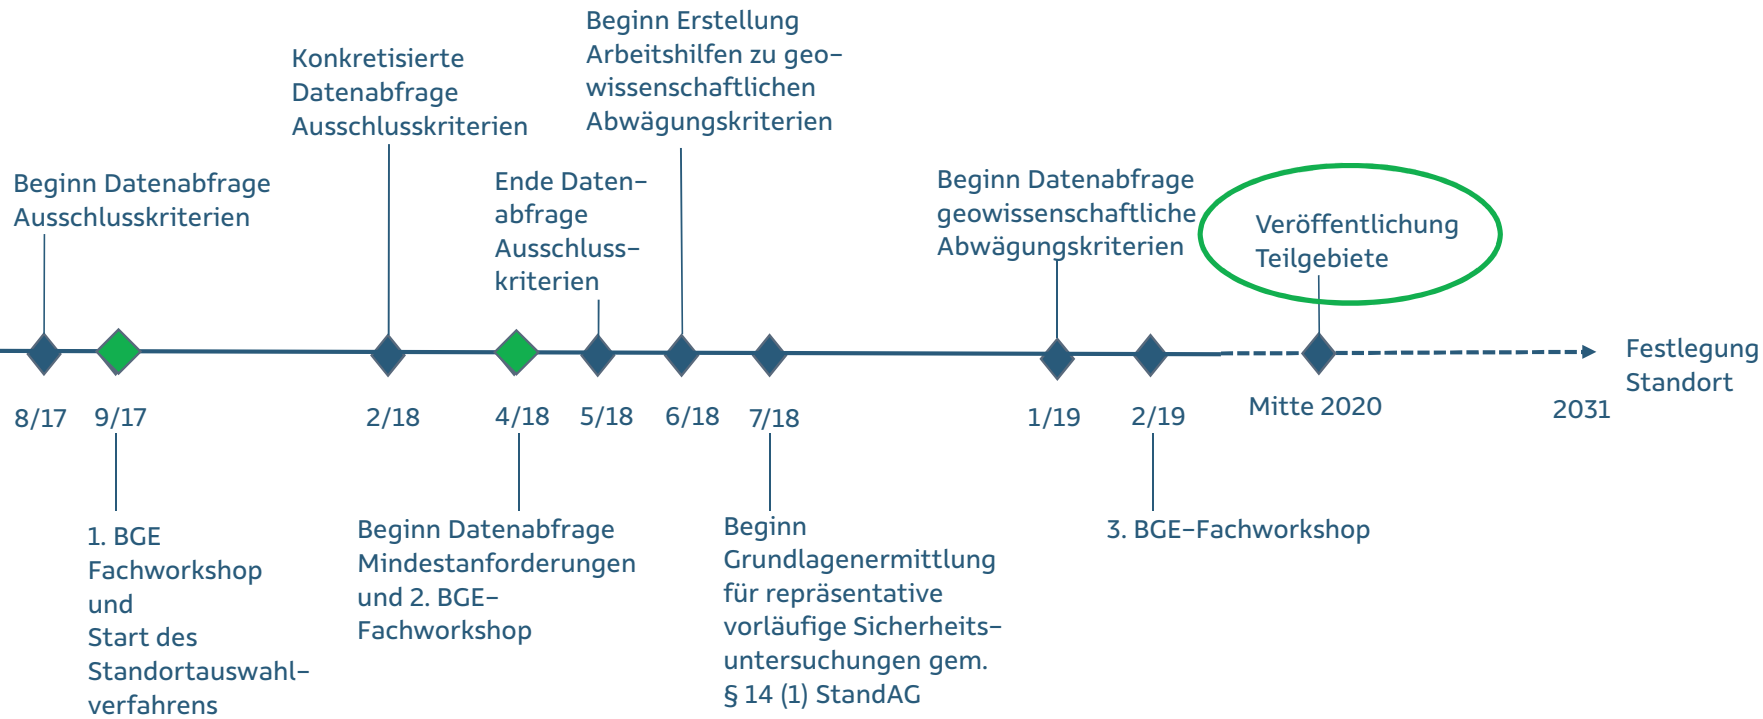 Beginn Datenabfrage
Ausschlusskriterien
Konkretisierte
Datenabfrage
Ausschlusskriterien
Ende Daten-
abfrage
Ausschluss-
kriterien
Beginn Erstellung
Arbeitshilfen zu geo-
wissenschaftlichen
Abwägungskriterien
Beginn Datenabfrage
geowissenschaftliche
Abwägungskriterien
Veröffentlichung
Teilgebiete
Festlegung
Standort
8/17
9/17
2/18
4/18
5/18
6/18
7/18
1/19
2/19
Mitte 2020
2031
1. BGE
Fachworkshop
und
Start des
Standortauswahl-
verfahrens
Beginn Datenabfrage
Mindestanforderungen
und 2. BGE-
Fachworkshop
Beginn
Grundlagenermittlung
für repräsentative
vorläufige Sicherheits-
untersuchungen gem.
§ 14 (1) StandAG
3. BGE-Fachworkshop